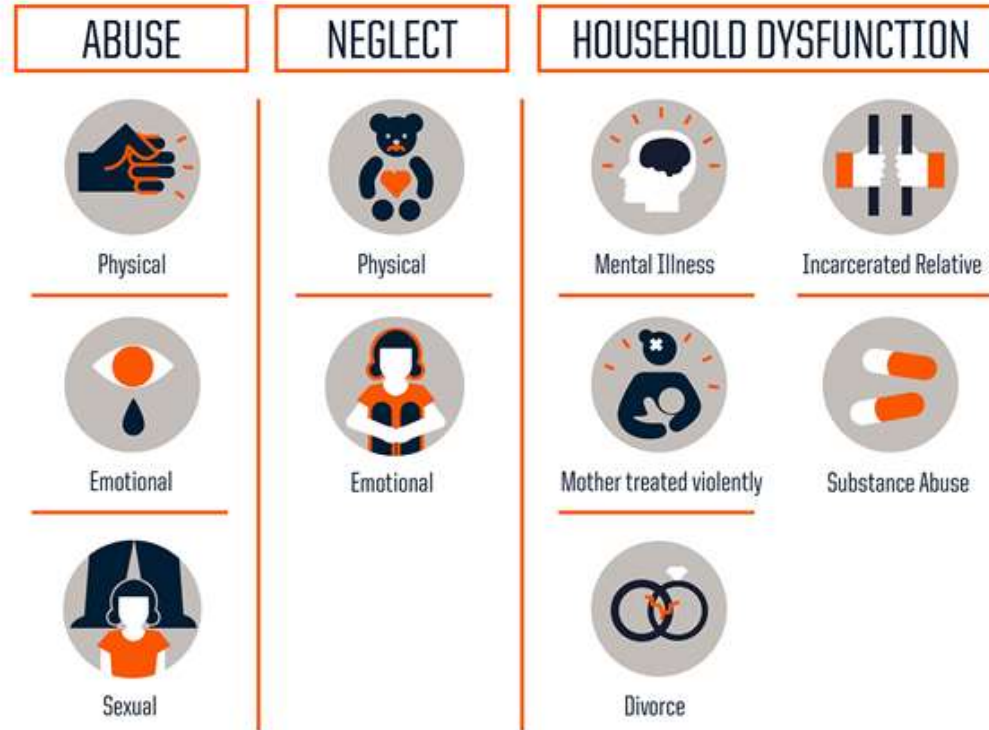 ABUSE
NEGLECT
HOUSEHOLD DYSFUNCTION
Physical
Physical
Mental Illness
Incarcerated Relative
Emotional
Emotional
Mother treated violently
Substance Abuse
Sexual
Divorce